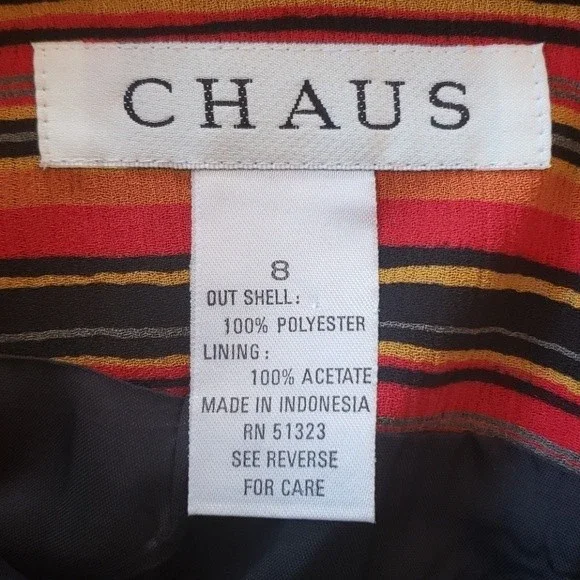 CHAUS
8
OUT SHELL:
100% POLYESTER
LINING:
100% ACETATE
MADE IN INDONESIA
RN 51323
SEE REVERSE
FOR CARE